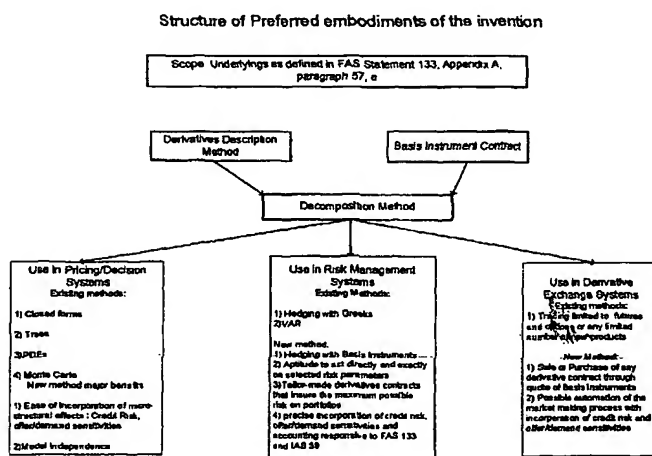 Structure of Preferred embodiments of the invention
Scope Underlyings as defined in FAS Statement 133, Appendix A,
paragraph 57, e
Derivatives Description
Method
Basis Instrument Contract
Decomposition Method
Use in Pricing/Decision
Systems
Existing methods:
1) Closed forms
2) Trees
3)PDEs
4) Monte Carlo
New method major benefits
1) Ease of incorporation of micro-
structural effects : Credit Risk,
offer/demand sensitivities
2)Model Independence
Use in Risk Management
Systems
Existing Methods:
1) Hedging with Greeks
2)VAR
New method.
1) Hedging with Basis Instruments
2) Aptitude to act directly and exactly
on selected risk parameters
3)Tailor-made derivatives contracts
that insure the maximum possible
risk on portfolios
4) precise incorporation of credit risk,
offer/demand sensitivities and
accounting responsive to FAS 133
and IAS 39
Use in Derivative
Exchange Systems
Existing methods:
1) Trading limited to futures
and options or any limited
number of products
- New Method: -
1) Sale or Purchase of any
derivative contract through
quote of Basis Instruments
2) Possible automation of the
market making process with
incorporation of credit risk and
offer/demand sensitivities